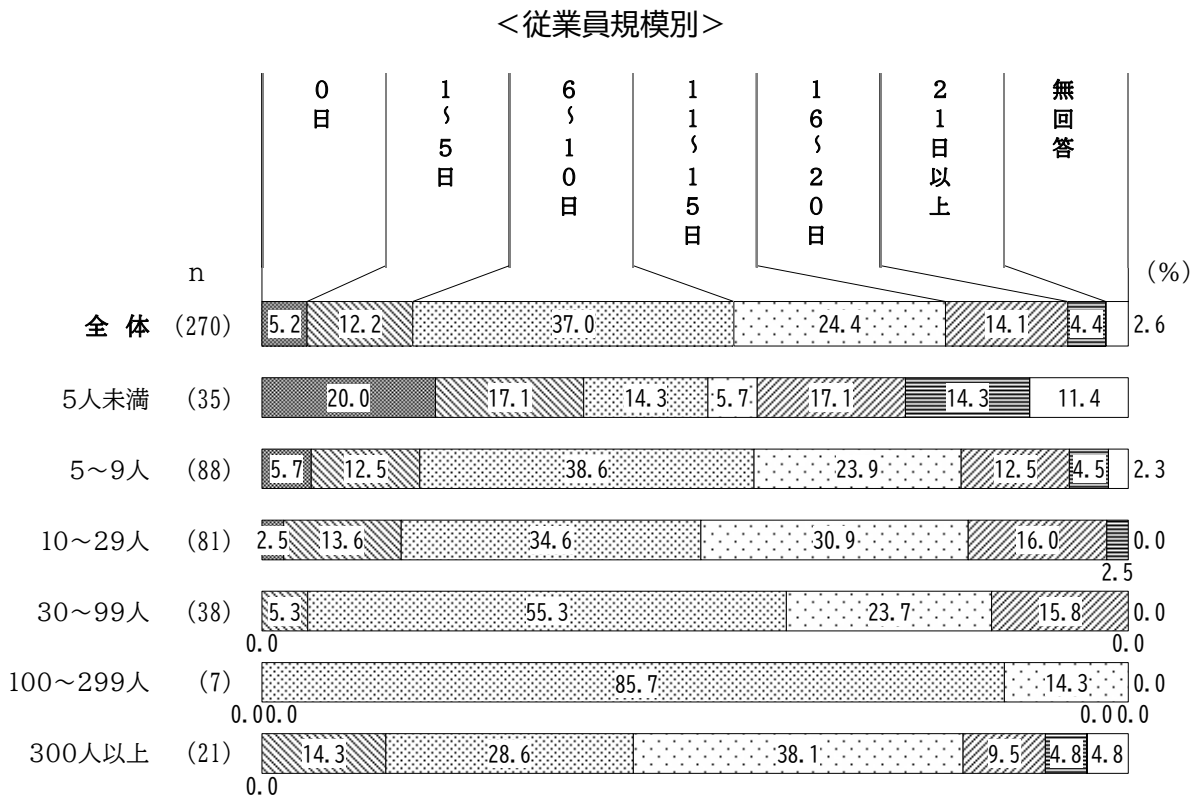 ＜従業員規模別＞
0日
1～5日
6～10日
11～15日
16～20日
21日以上
無回答
n
(%)
全 体 (270) 5.2 12.2 37.0 24.4 14.1 4.4 2.6
5人未満 (35) 20.0 17.1 14.3 5.7 17.1 14.3 11.4
5～9人 (88) 5.7 12.5 38.6 23.9 12.5 4.5 2.3
10～29人 (81) 2.5 13.6 34.6 30.9 16.0 0.0
2.5
30～99人 (38) 5.3 55.3 23.7 15.8 0.0
0.0 0.0
100～299人 (7) 85.7 14.3 0.0
0.0 0.0 0.0 0.0
300人以上 (21) 14.3 28.6 38.1 9.5 4.8 4.8
0.0